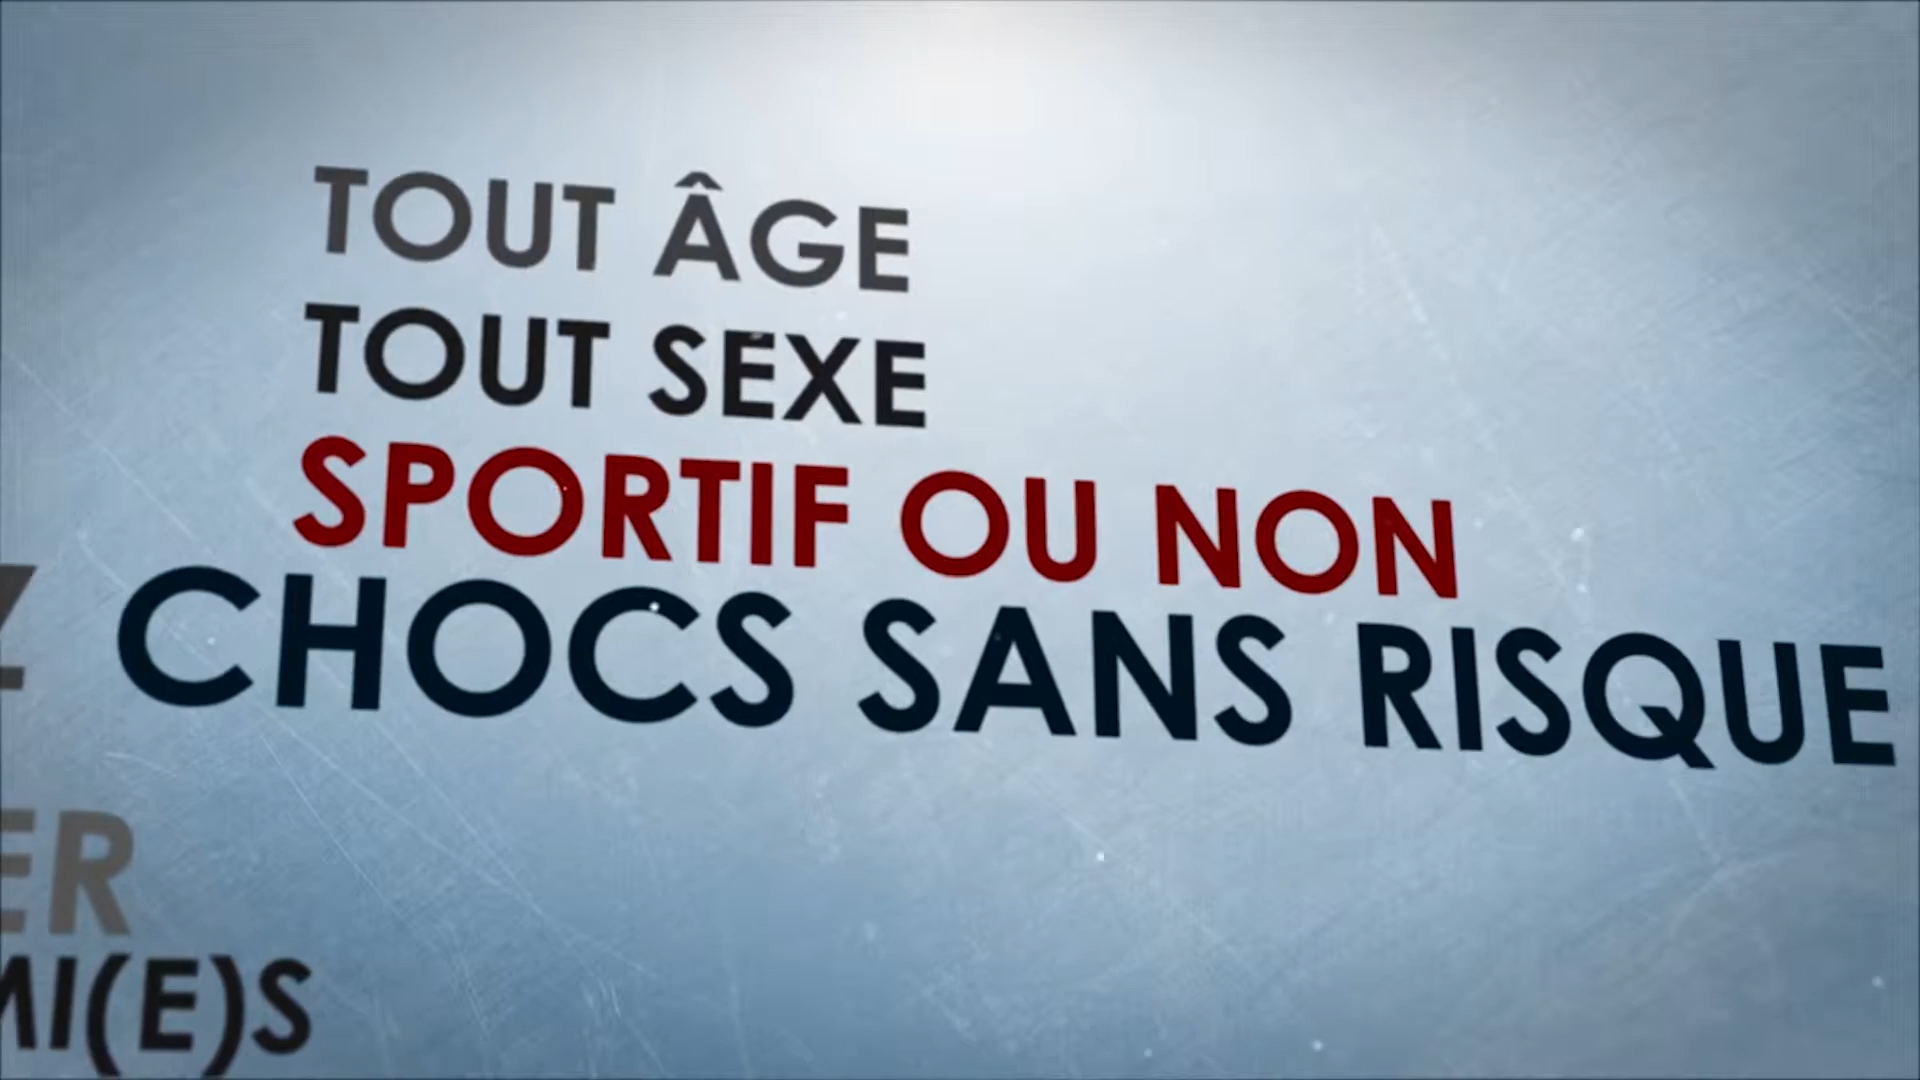 TOUT ÂGE
TOUT SEXE
SPORTIF OU NON
CHOCS SANS RISQUE
ER
MI(E)S